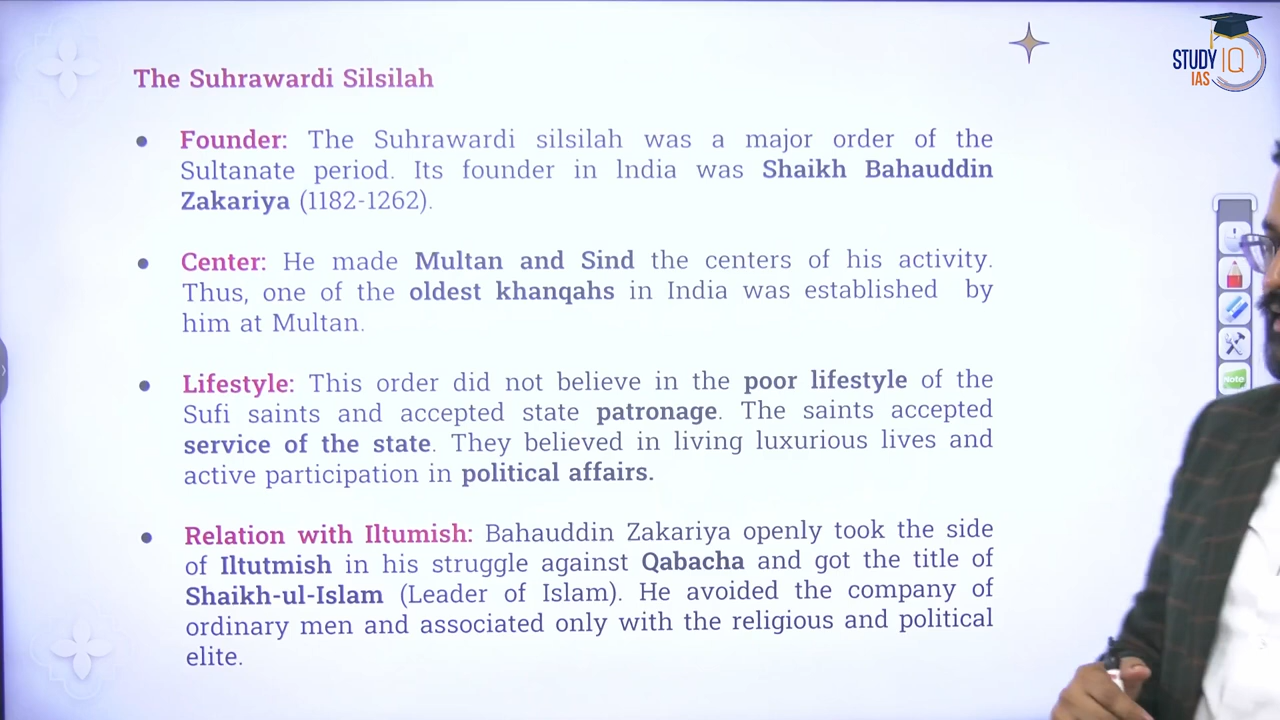 STUDY IQ
IAS
The Suhrawardi Silsilah
• Founder: The Suhrawardi silsilah was a major order of the
Sultanate period. Its founder in India was Shaikh Bahauddin
Zakariya (1182-1262).
• Center: He made Multan and Sind the centers of his activity.
Thus, one of the oldest khanqahs in India was established by
him at Multan.
• Lifestyle: This order did not believe in the poor lifestyle of the
Sufi saints and accepted state patronage. The saints accepted
service of the state. They believed in living luxurious lives and
active participation in political affairs.
• Relation with Iltumish: Bahauddin Zakariya openly took the side
of Iltutmish in his struggle against Qabacha and got the title of
Shaikh-ul-Islam (Leader of Islam). He avoided the company of
ordinary men and associated only with the religious and political
elite.
Note